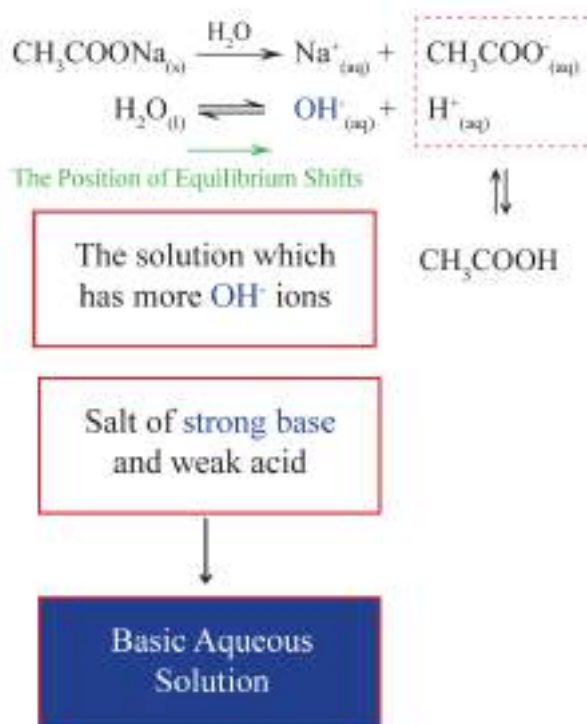 CH₃COONa(s) H₂O Na⁺(aq) + CH₃COO⁻(aq)
H₂O(l) ⇌ OH⁻(aq) + H⁺(aq)
The Position of Equilibrium Shifts
CH₃COOH
The solution which
has more OH⁻ ions
Salt of strong base
and weak acid
Basic Aqueous
Solution